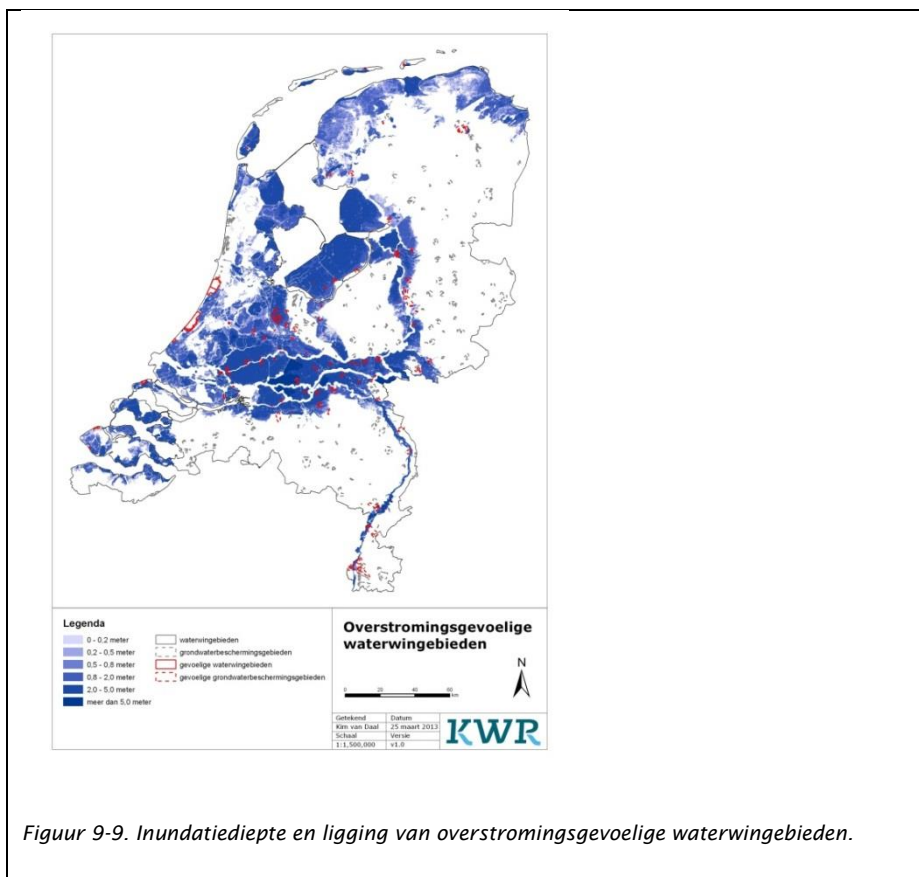 Legenda
0 - 0,2 meter
0,2 - 0,5 meter
0,5 - 0,8 meter
0,8 - 2,0 meter
2,0 - 5,0 meter
meer dan 5,0 meter
waterwingebieden
grondwaterbeschermingsgebieden
gevoelige waterwingebieden
gevoelige grondwaterbeschermingsgebieden
Overstromingsgevoelige
waterwingebieden
N
0 20 40 60
km
Getekend Datum
Kim van Daal 25 maart 2013
Schaal Versie
1:1,500,000 v1.0
KWR
Figuur 9-9. Inundatiediepte en ligging van overstromingsgevoelige waterwingebieden.